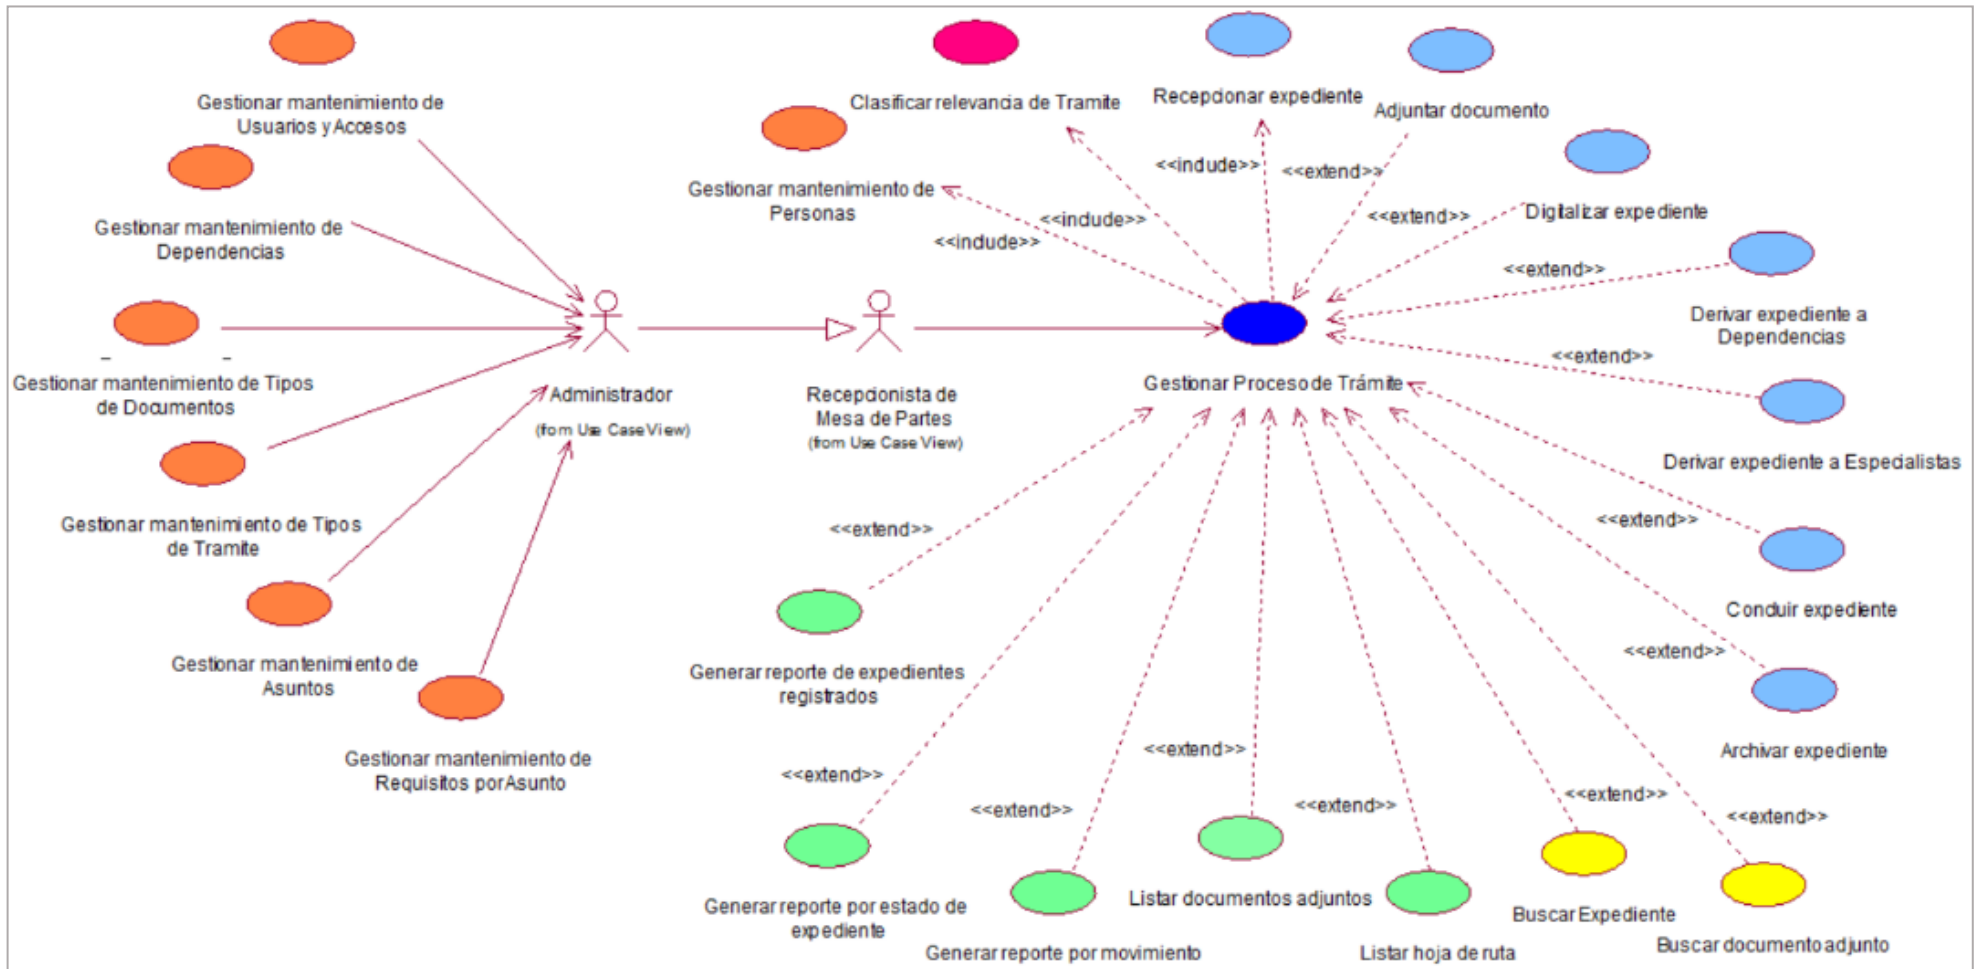 Gestionar mantenimiento de
Usuarios y Accesos
Gestionar mantenimiento de
Dependencias
Gestionar mantenimiento de Tipos
de Documentos
Gestionar mantenimiento de Tipos
de Tramite
Gestionar mantenimiento de
Asuntos
Gestionar mantenimiento de
Requisitos por Asunto
Administrador
(from Use Case View)
Recepcionista de
Mesa de Partes
(from Use Case View)
Clasificar relevancia de Tramite
Gestionar mantenimiento de
Personas
<<include>>
<<include>>
Recepcionar expediente
<<include>>
Adjuntar documento
<<extend>>
Digitalizar expediente
<<extend>>
<<extend>>
Derivar expediente a
Dependencias
<<extend>>
Derivar expediente a Especialistas
Gestionar Proceso de Trámite
<<extend>>
Concluir expediente
<<extend>>
Archivar expediente
<<extend>>
Generar reporte de expedientes
registrados
<<extend>>
Generar reporte por estado de
expediente
<<extend>>
Generar reporte por movimiento
<<extend>>
Listar documentos adjuntos
<<extend>>
Listar hoja de ruta
<<extend>>
Buscar Expediente
<<extend>>
Buscar documento adjunto